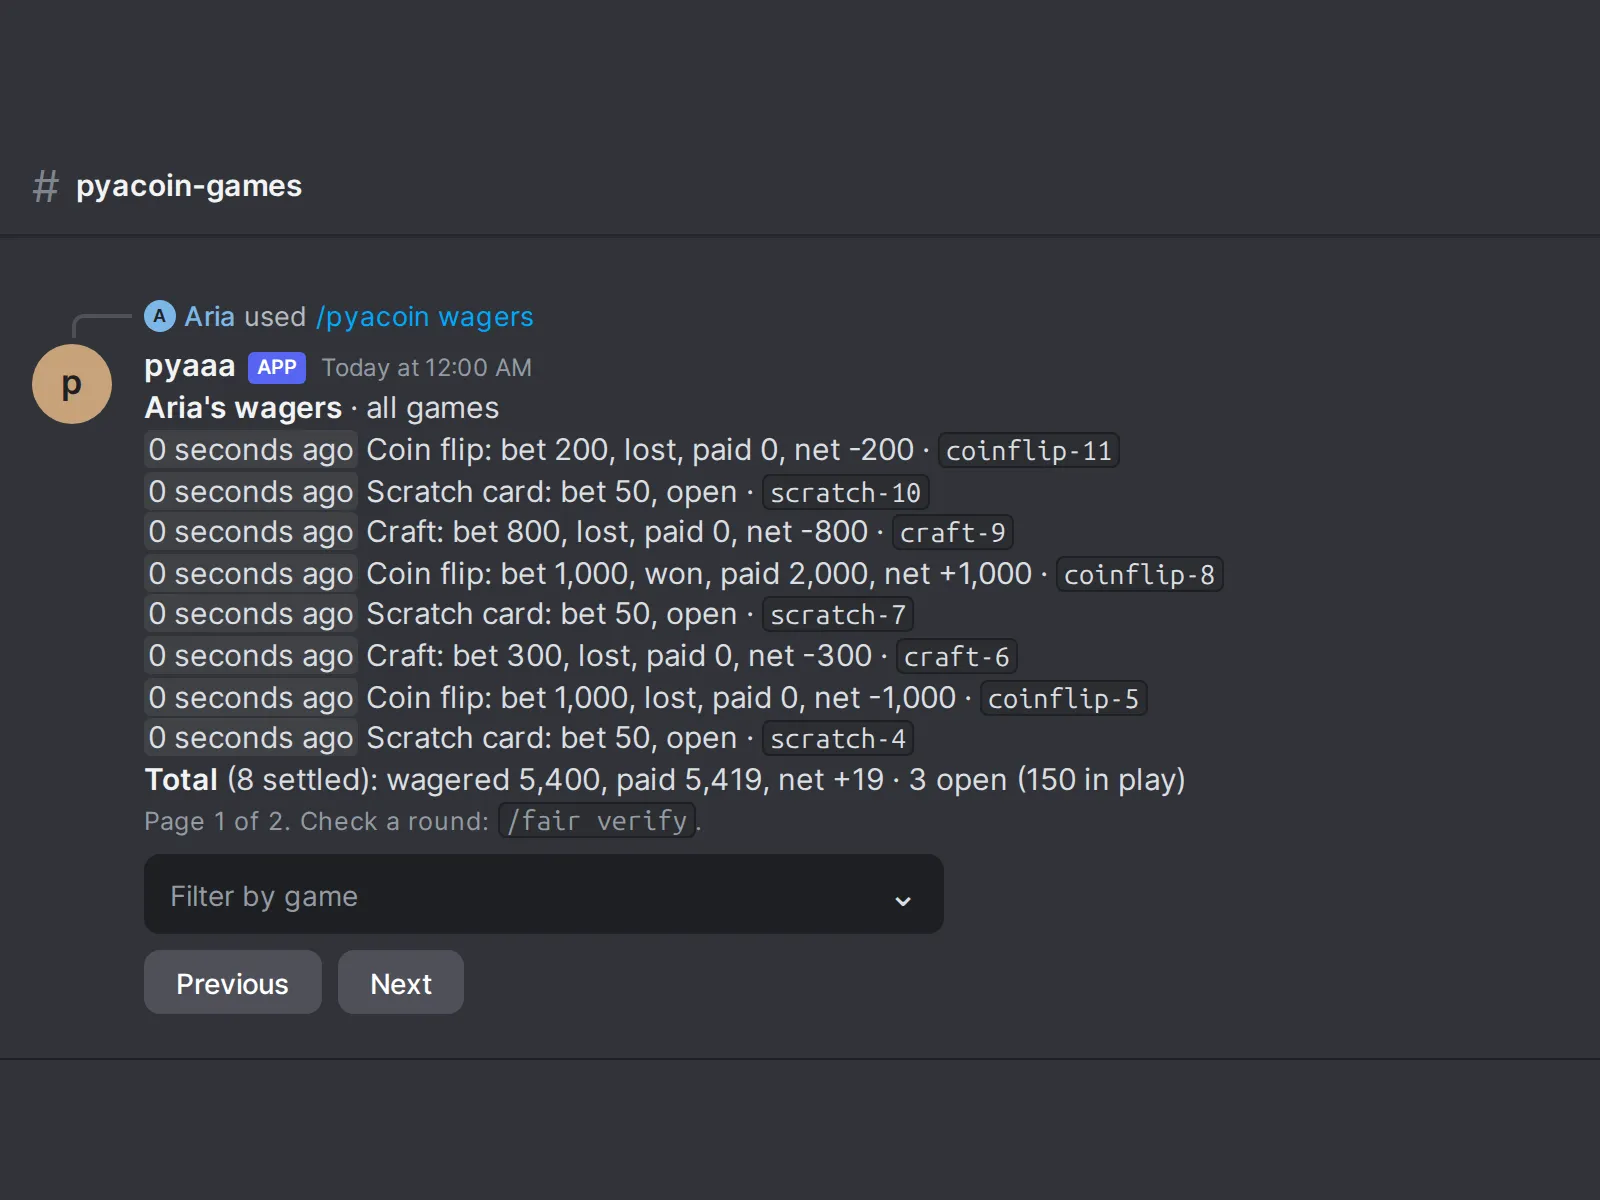 # pyacoin-games
A Aria used /pyacoin wagers
p
pyaaa APP Today at 12:00 AM
Aria's wagers · all games
0 seconds ago Coin flip: bet 200, lost, paid 0, net -200 · coinflip-11
0 seconds ago Scratch card: bet 50, open · scratch-10
0 seconds ago Craft: bet 800, lost, paid 0, net -800 · craft-9
0 seconds ago Coin flip: bet 1,000, won, paid 2,000, net +1,000 · coinflip-8
0 seconds ago Scratch card: bet 50, open · scratch-7
0 seconds ago Craft: bet 300, lost, paid 0, net -300 · craft-6
0 seconds ago Coin flip: bet 1,000, lost, paid 0, net -1,000 · coinflip-5
0 seconds ago Scratch card: bet 50, open · scratch-4
Total (8 settled): wagered 5,400, paid 5,419, net +19 · 3 open (150 in play)
Page 1 of 2. Check a round: /fair verify.
Filter by game
Previous Next